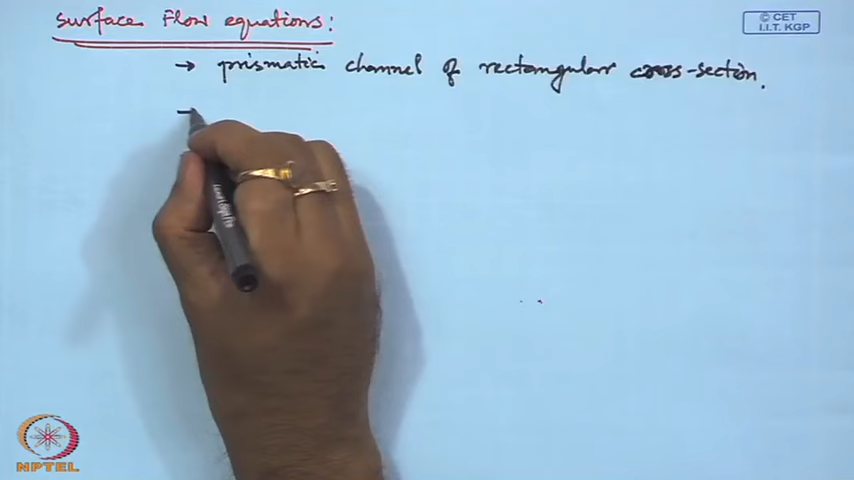 Surface Flow equations:
© CET
I.I.T. KGP
→ prismatic channel of rectangular cross-section.
NPTEL